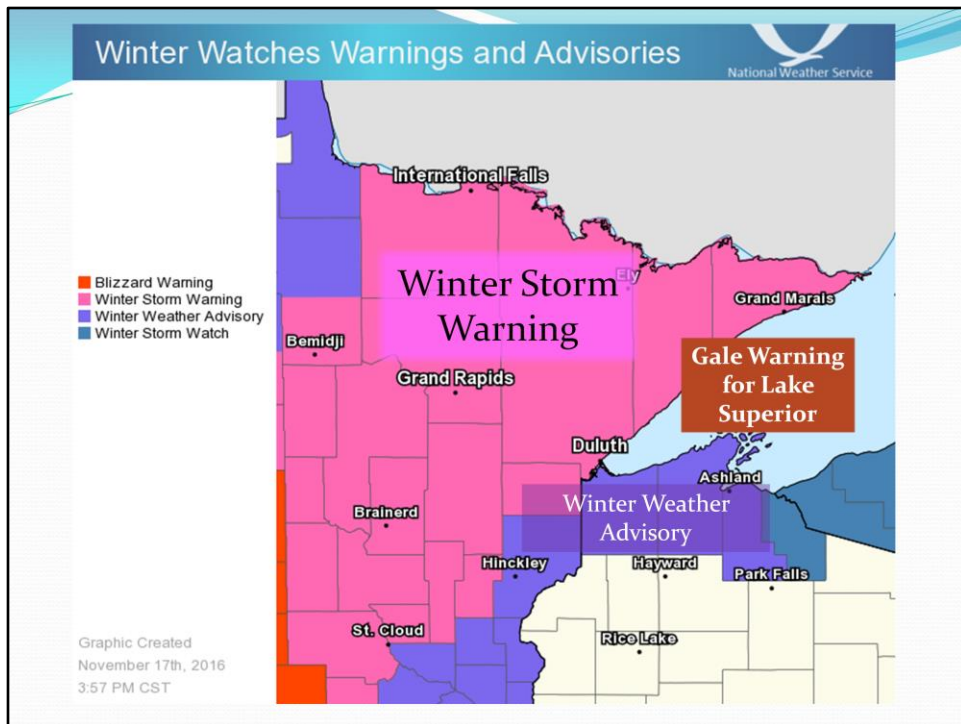 Winter Watches Warnings and Advisories
National Weather Service
International Falls
Blizzard Warning
Winter Storm Warning
Winter Weather Advisory
Winter Storm Watch
Winter Storm
Warning
Ely
Grand Marais
Bemidji
Grand Rapids
Gale Warning
for Lake
Superior
Duluth
Ashland
Winter Weather
Advisory
Brainerd
Hinckley
Hayward
Park Falls
St. Cloud
Rice Lake
Graphic Created
November 17th, 2016
3:57 PM CST